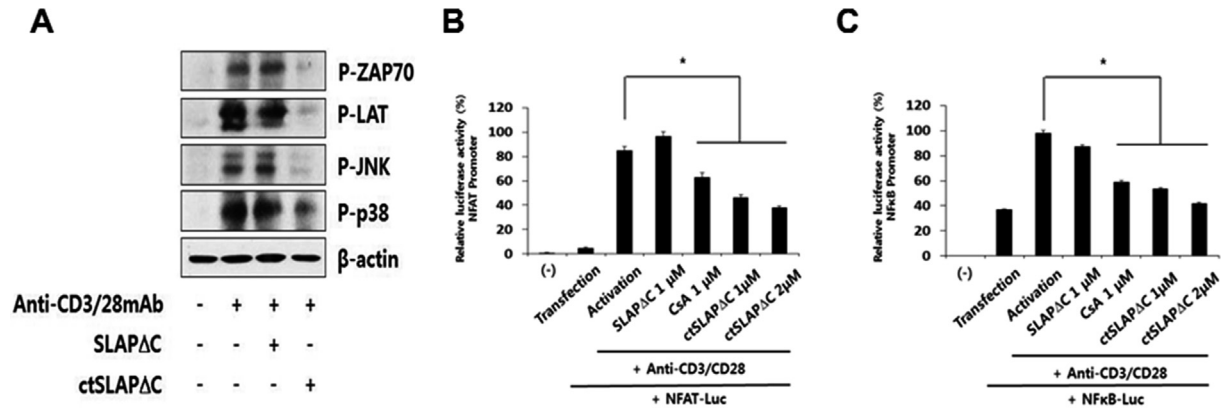 A
P-ZAP70
P-LAT
P-JNK
P-p38
β-actin
Anti-CD3/28mAb - + + +
SLAPΔC - - + -
ctSLAPΔC - - - +
B
*
Relative luciferase activity (%)
NFAT Promoter
120
100
80
60
40
20
0
(-)
Transfection
Activation
SLAPΔC 1 μM
CsA 1 μM
ctSLAPΔC 1μM
ctSLAPΔC 2μM
+ Anti-CD3/CD28
+ NFAT-Luc
C
*
Relative luciferase activity (%)
NFκB Promoter
120
100
80
60
40
20
0
(-)
Transfection
Activation
SLAPΔC 1 μM
CsA 1 μM
ctSLAPΔC 1μM
ctSLAPΔC 2μM
+ Anti-CD3/CD28
+ NFκB-Luc